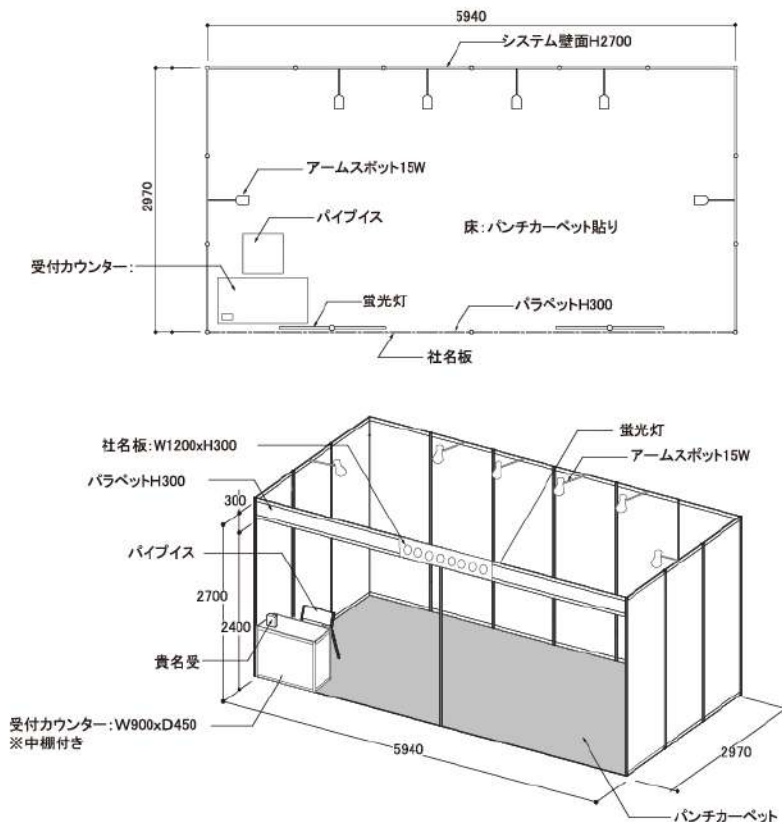 5940
システム壁面H2700
2970
アームスポット15W
パイプイス
床:パンチカーペット貼り
受付カウンター:
蛍光灯
パラペットH300
社名板
社名板:W1200xH300
蛍光灯
アームスポット15W
パラペットH300
300
パイプイス
2700
2400
貴名受
受付カウンター:W900xD450
※中棚付き
5940
2970
パンチカーペット